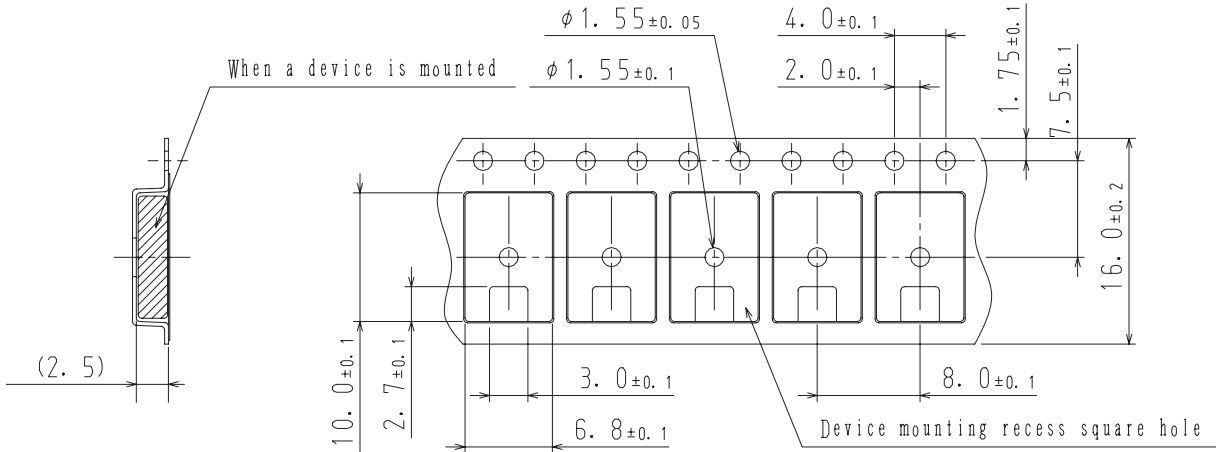 φ1.55±0.05
4.0±0.1
When a device is mounted
φ1.55±0.1
2.0±0.1
1.75±0.1
7.5±0.1
16.0±0.2
(2.5)
10.0±0.1
2.7±0.1
3.0±0.1
8.0±0.1
6.8±0.1
Device mounting recess square hole